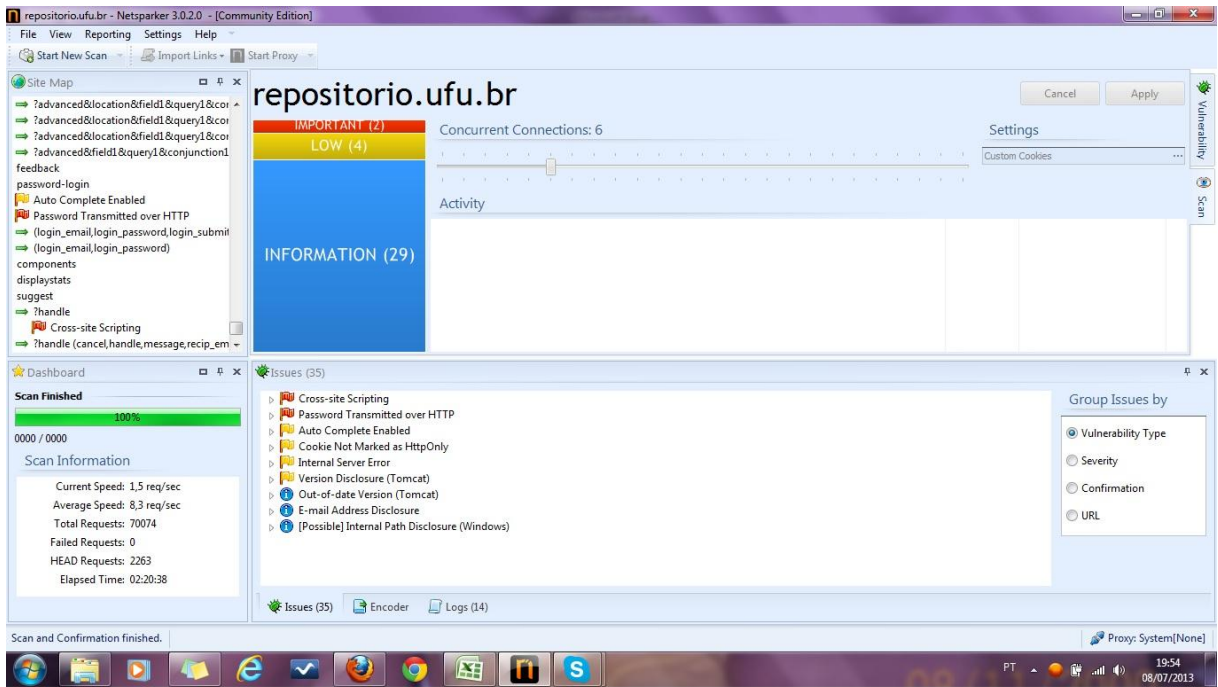 repositorio.ufu.br - Netsparker 3.0.2.0 - [Community Edition]
File View Reporting Settings Help
Start New Scan Import Links Start Proxy
Site Map
?advanced&location&field1&query1&cor
?advanced&location&field1&query1&cor
?advanced&location&field1&query1&cor
?advanced&field1&query1&conjunction1
feedback
password-login
Auto Complete Enabled
Password Transmitted over HTTP
(login_email,login_password,login_submit
(login_email,login_password)
components
displaystats
suggest
?handle
Cross-site Scripting
?handle (cancel,handle,message,recip_em
repositorio.ufu.br
Cancel Apply
IMPORTANT (2)
LOW (4)
INFORMATION (29)
Concurrent Connections: 6
Settings
Custom Cookies ...
Activity
Vulnerability
Scan
Dashboard
Scan Finished
100%
0000 / 0000
Scan Information
Current Speed: 1,5 req/sec
Average Speed: 8,3 req/sec
Total Requests: 70074
Failed Requests: 0
HEAD Requests: 2263
Elapsed Time: 02:20:38
Issues (35)
Cross-site Scripting
Password Transmitted over HTTP
Auto Complete Enabled
Cookie Not Marked as HttpOnly
Internal Server Error
Version Disclosure (Tomcat)
Out-of-date Version (Tomcat)
E-mail Address Disclosure
[Possible] Internal Path Disclosure (Windows)
Group Issues by
Vulnerability Type
Severity
Confirmation
URL
Issues (35) Encoder Logs (14)
Scan and Confirmation finished.
Proxy: System[None]
PT
19:54
08/07/2013